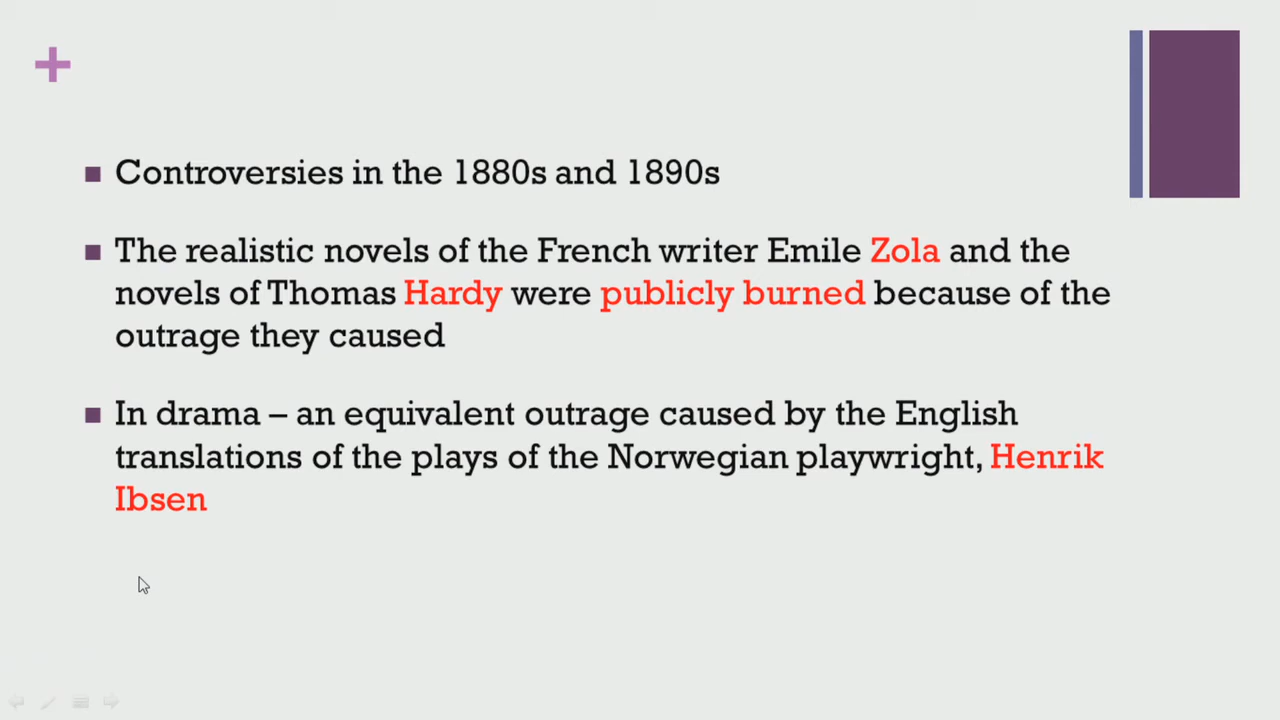 Controversies in the 1880s and 1890s
The realistic novels of the French writer Emile Zola and the
novels of Thomas Hardy were publicly burned because of the
outrage they caused
In drama – an equivalent outrage caused by the English
translations of the plays of the Norwegian playwright, Henrik
Ibsen